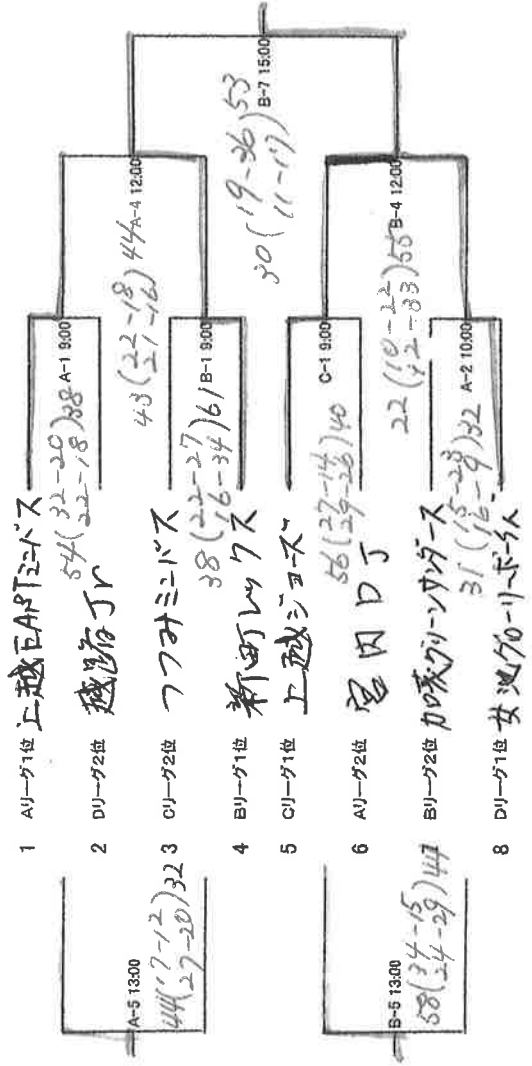 1 Aリーグ1位 上越EASTミニバス
54(32-20 22-18)38 A-1 9:00
2 Dリーグ2位 越路Jr
43(22-18 21-16)44 A-4 12:00
3 Cリーグ2位 つつみミニバス
38(22-27 16-34)61 B-1 9:00
4 Bリーグ1位 新町レックス
30(19-36 11-17)53 B-7 15:00
5 Cリーグ1位 上越ジョーズ
56(27-14 29-26)40 C-1 9:00
6 Aリーグ2位 宮内DJ
22(10-22 12-33)55 B-4 12:00
7 Bリーグ2位 加茂グリーンサンダース
31(15-23 16-9)32 A-2 10:00
8 Dリーグ1位 女池グローリーボーイズ
A-5 13:00
44(17-12 27-20)32
B-5 13:00
58(34-15 24-29)44